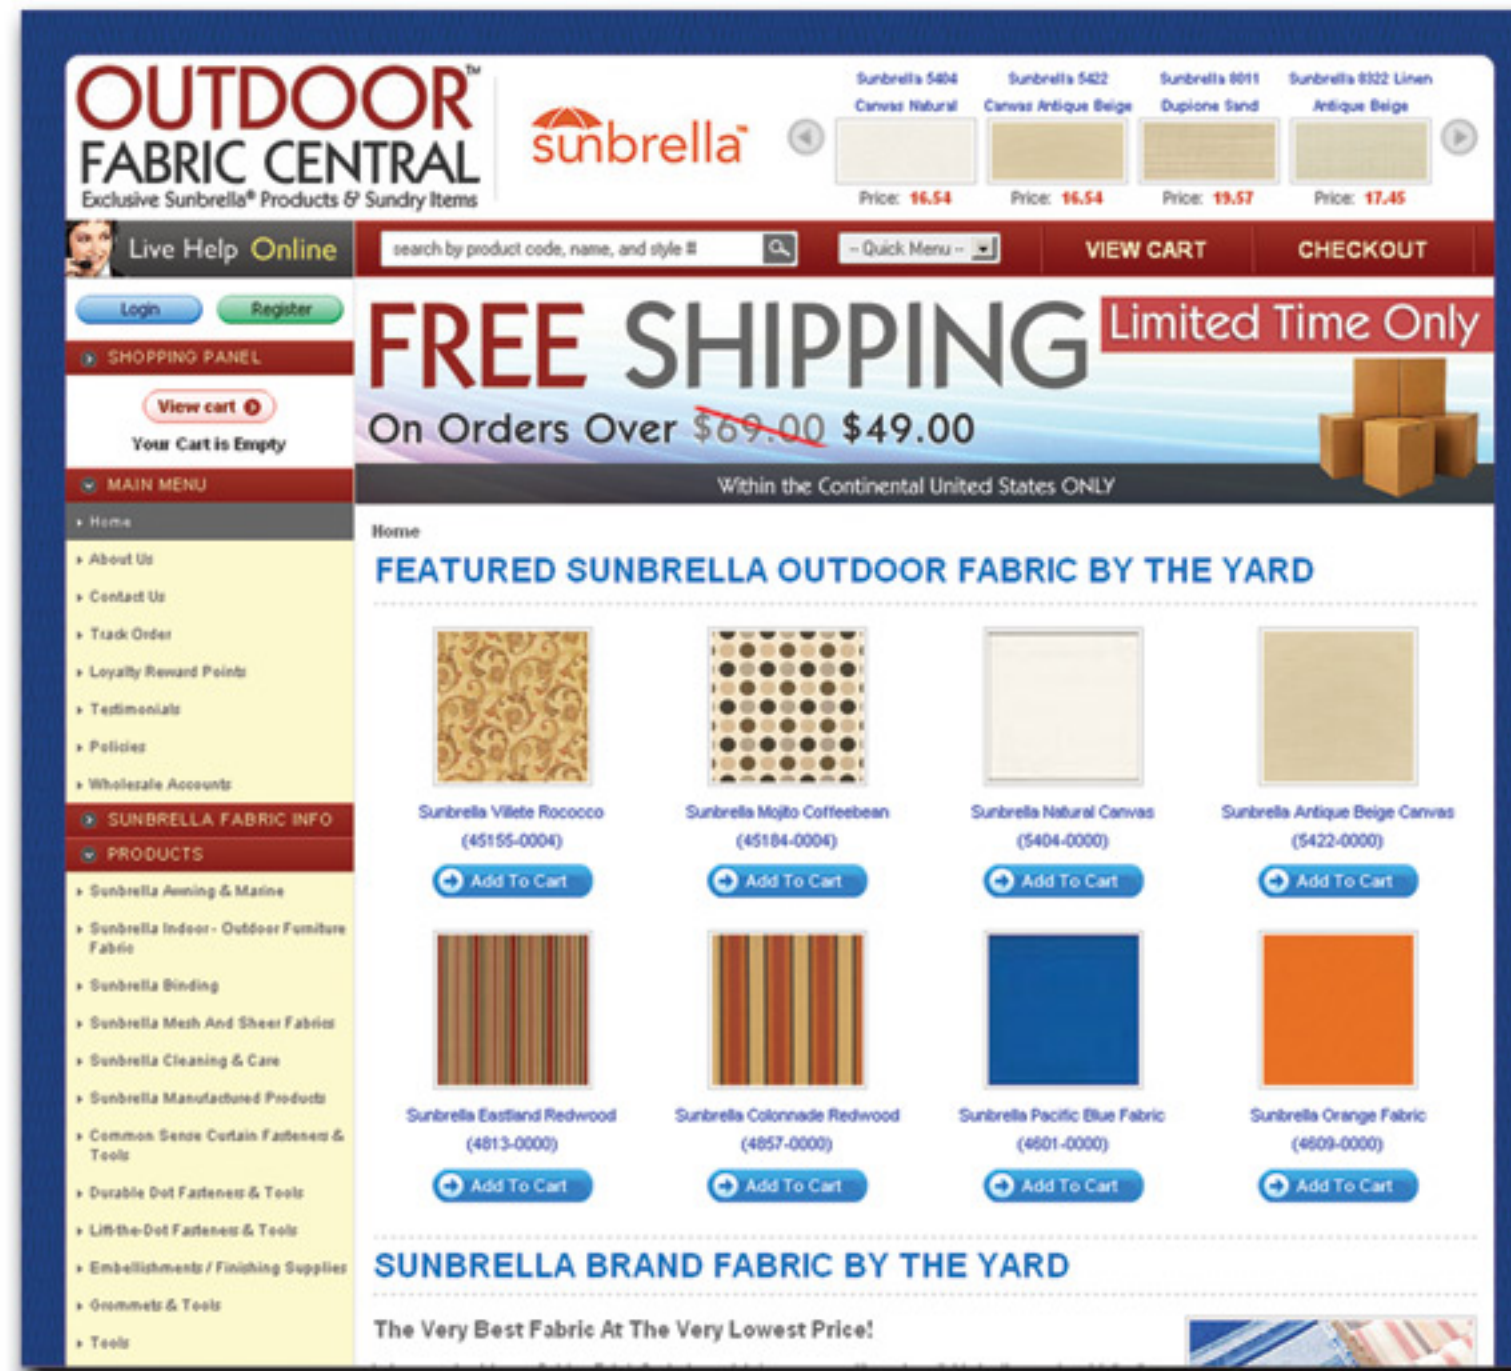 OUTDOOR™
FABRIC CENTRAL
Exclusive Sunbrella® Products & Sundry Items
sunbrella™
Sunbrella 5404
Canvas Natural
Price: 16.54
Sunbrella 5422
Canvas Antique Beige
Price: 16.54
Sunbrella 8011
Dupione Sand
Price: 19.57
Sunbrella 8322 Linen
Antique Beige
Price: 17.45
Live Help Online
search by product code, name, and style #
-- Quick Menu --
VIEW CART
CHECKOUT
Login
Register
SHOPPING PANEL
View cart
Your Cart is Empty
MAIN MENU
Home
About Us
Contact Us
Track Order
Loyalty Reward Points
Testimonials
Policies
Wholesale Accounts
SUNBRELLA FABRIC INFO
PRODUCTS
Sunbrella Awning & Marine
Sunbrella Indoor - Outdoor Furniture
Fabric
Sunbrella Binding
Sunbrella Mesh And Sheer Fabrics
Sunbrella Cleaning & Care
Sunbrella Manufactured Products
Common Sense Curtain Fasteners &
Tools
Durable Dot Fasteners & Tools
Lift-the-Dot Fasteners & Tools
Embellishments / Finishing Supplies
Grommets & Tools
Tools
FREE SHIPPING
Limited Time Only
On Orders Over $69.00 $49.00
Within the Continental United States ONLY
Home
FEATURED SUNBRELLA OUTDOOR FABRIC BY THE YARD
Sunbrella Villete Rococco
(45155-0004)
Add To Cart
Sunbrella Mojito Coffeebean
(45184-0004)
Add To Cart
Sunbrella Natural Canvas
(5404-0000)
Add To Cart
Sunbrella Antique Beige Canvas
(5422-0000)
Add To Cart
Sunbrella Eastland Redwood
(4813-0000)
Add To Cart
Sunbrella Colonnade Redwood
(4857-0000)
Add To Cart
Sunbrella Pacific Blue Fabric
(4601-0000)
Add To Cart
Sunbrella Orange Fabric
(4609-0000)
Add To Cart
SUNBRELLA BRAND FABRIC BY THE YARD
The Very Best Fabric At The Very Lowest Price!